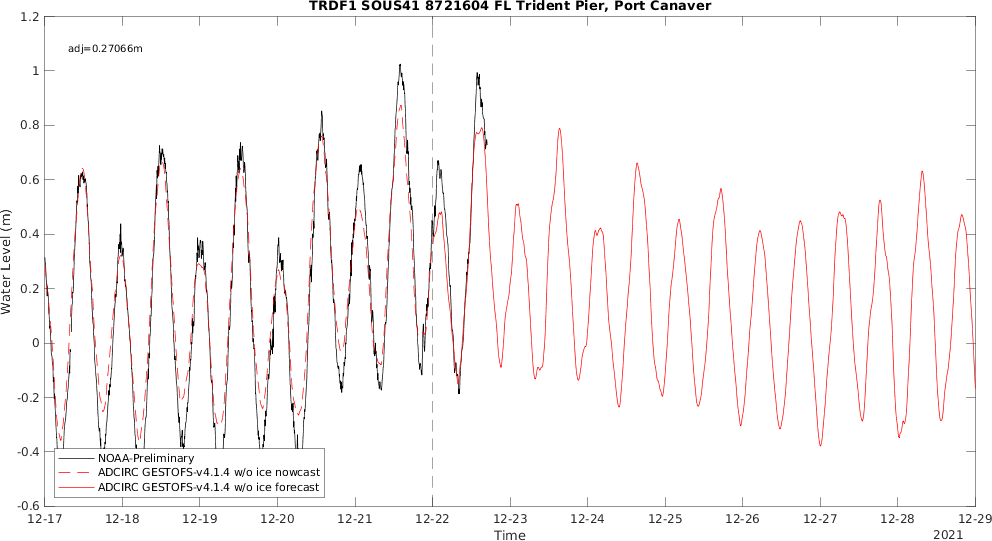 TRDF1 SOUS41 8721604 FL Trident Pier, Port Canaver
adj=0.27066m
Water Level (m)
1.2
1
0.8
0.6
0.4
0.2
0
-0.2
-0.4
-0.6
NOAA-Preliminary
ADCIRC GESTOFS-v4.1.4 w/o ice nowcast
ADCIRC GESTOFS-v4.1.4 w/o ice forecast
12-17 12-18 12-19 12-20 12-21 12-22 12-23 12-24 12-25 12-26 12-27 12-28 12-29
Time
2021